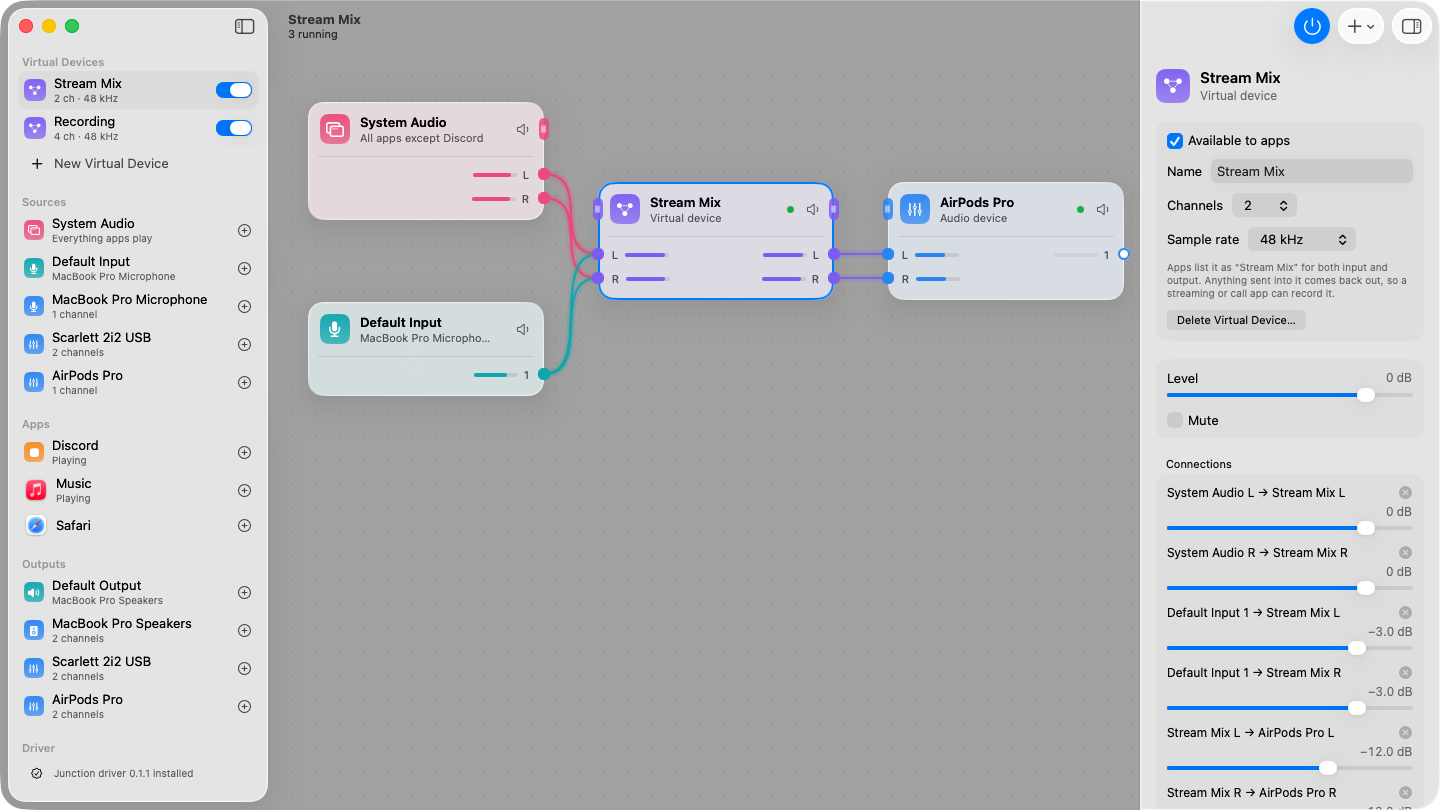 Virtual Devices
Stream Mix
2 ch · 48 kHz
Recording
4 ch · 48 kHz
New Virtual Device
Sources
System Audio
Everything apps play
Default Input
MacBook Pro Microphone
MacBook Pro Microphone
1 channel
Scarlett 2i2 USB
2 channels
AirPods Pro
1 channel
Apps
Discord
Playing
Music
Playing
Safari
Outputs
Default Output
MacBook Pro Speakers
MacBook Pro Speakers
2 channels
Scarlett 2i2 USB
2 channels
AirPods Pro
2 channels
Driver
Junction driver 0.1.1 installed
Stream Mix
3 running
System Audio
All apps except Discord
L
R
Default Input
MacBook Pro Micropho...
1
Stream Mix
Virtual device
L L
R R
AirPods Pro
Audio device
L 1
R
Stream Mix
Virtual device
Available to apps
Name Stream Mix
Channels 2
Sample rate 48 kHz
Apps list it as “Stream Mix” for both input and
output. Anything sent into it comes back out, so a
streaming or call app can record it.
Delete Virtual Device...
Level 0 dB
Mute
Connections
System Audio L → Stream Mix L
0 dB
System Audio R → Stream Mix R
0 dB
Default Input 1 → Stream Mix L
−3.0 dB
Default Input 1 → Stream Mix R
−3.0 dB
Stream Mix L → AirPods Pro L
−12.0 dB
Stream Mix R → AirPods Pro R